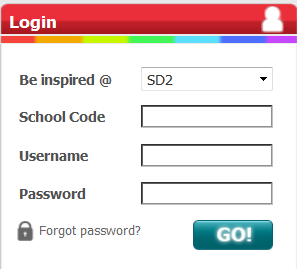 Login
Be inspired @ SD2
School Code
Username
Password
Forgot password? GO!